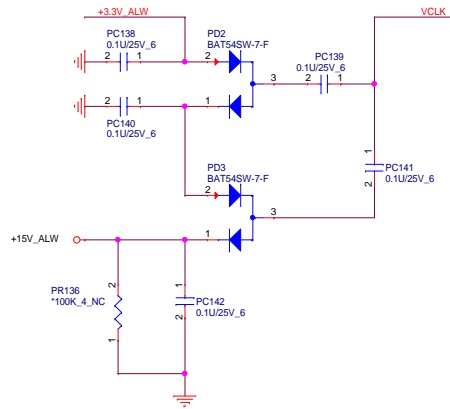 +3.3V_ALW
VCLK
PC138
0.1U/25V_6
2
1
PD2
BAT54SW-7-F
2
3
PC139
0.1U/25V_6
2
1
2
1
PC140
0.1U/25V_6
1
PD3
BAT54SW-7-F
2
3
1
PC141
0.1U/25V_6
2
+15V_ALW
1
2
PR136
*100K_4_NC
1
1
PC142
0.1U/25V_6
2